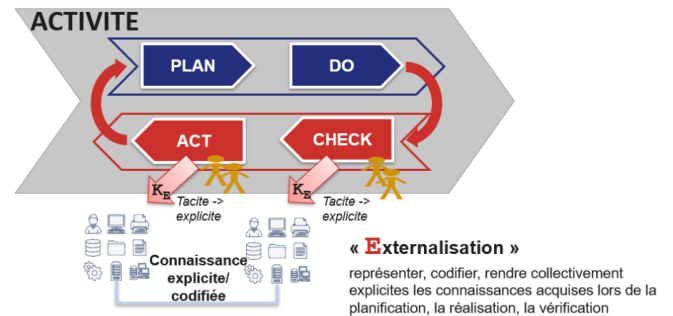 ACTIVITE
PLAN
DO
ACT
CHECK
KE
Tacite ->
explicite
KE
Tacite ->
explicite
Connaissance
explicite/
codifiée
« Externalisation »
représenter, codifier, rendre collectivement
explicites les connaissances acquises lors de la
planification, la réalisation, la vérification